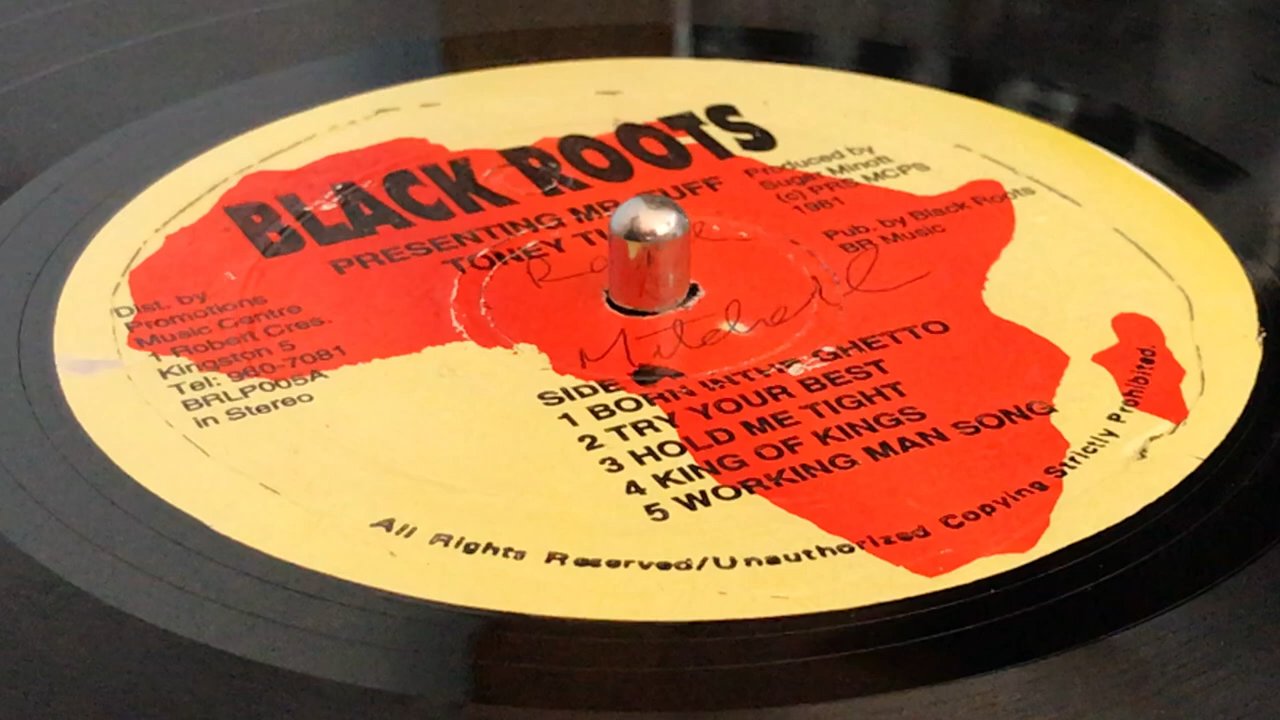 BLACK ROOTS
PRESENTING MR TUFF
TONEY
Produced by
Sugar Minott
(c) PRS MCPS
1981
Pub. by Black Roots
BR Music
Dist. by
Promotions
Music Centre
1 Robert Cres.
Kingston 5
Tel: 980-7081
BRLP005A
In Stereo
Mitchell
SIDE
1 BORN IN THE GHETTO
2 TRY YOUR BEST
3 HOLD ME TIGHT
4 KING OF KINGS
5 WORKING MAN SONG
All Rights Reserved/Unauthorized Copying Strictly Prohibited.